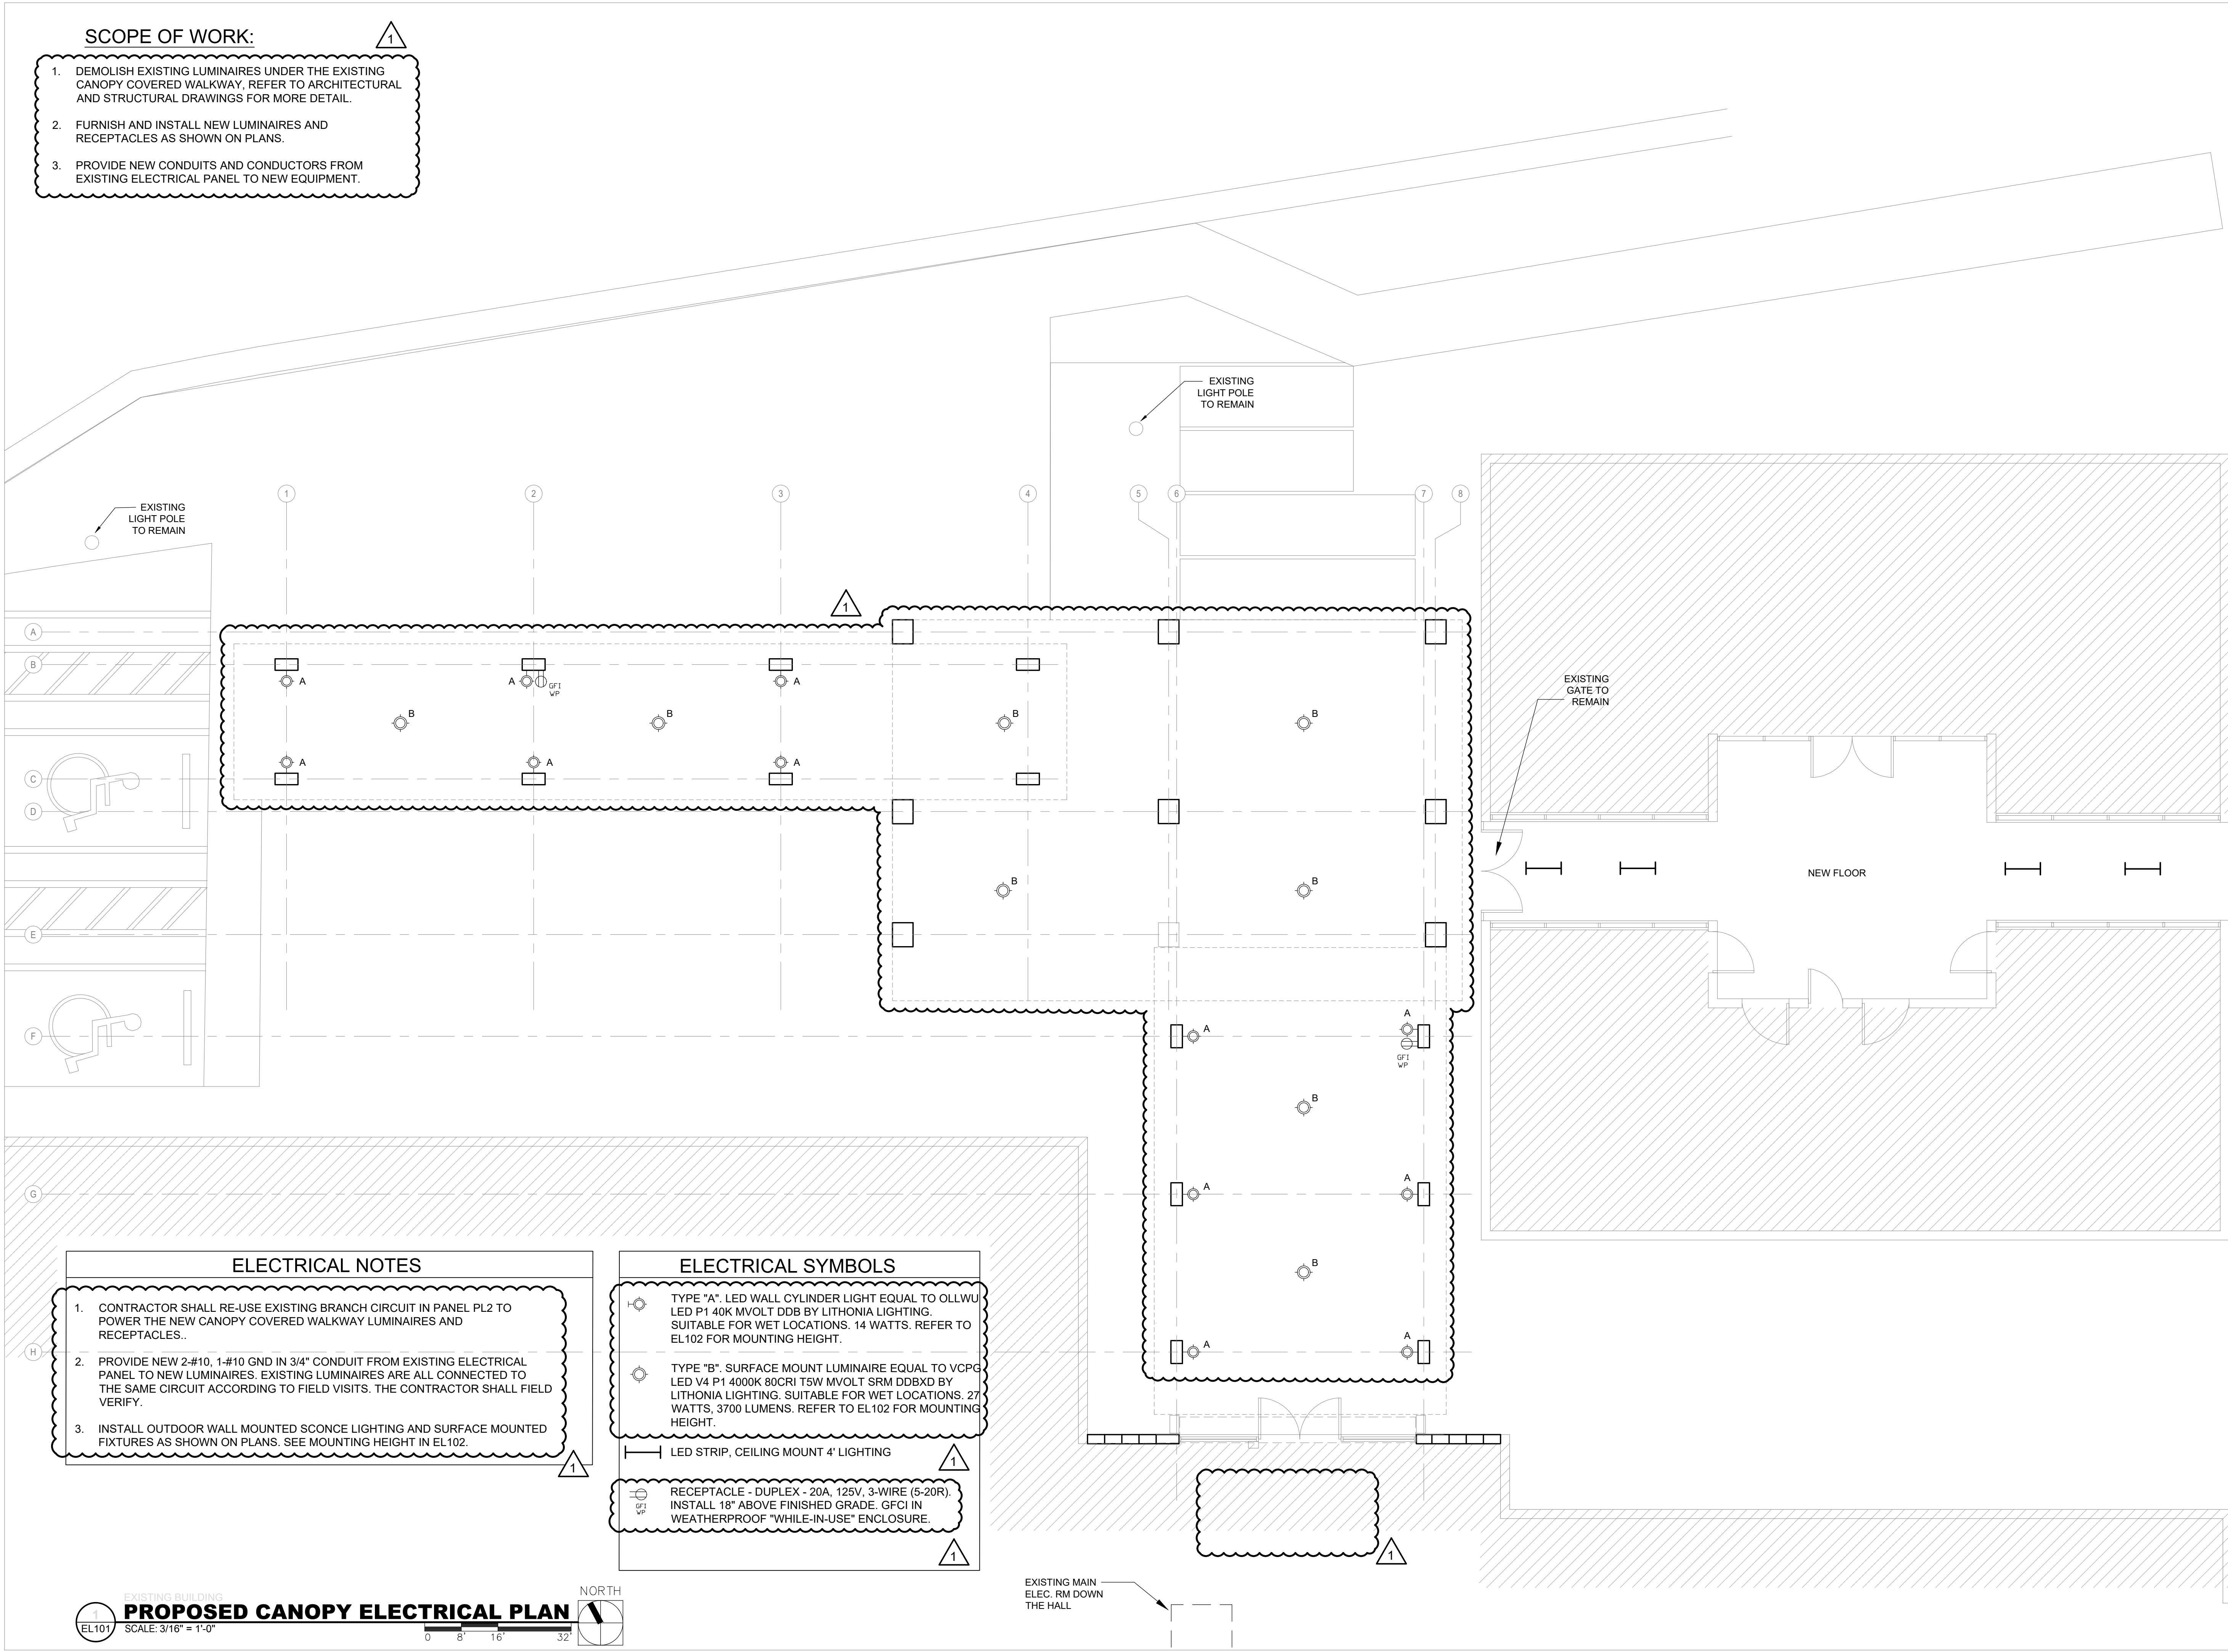 SCOPE OF WORK:
1
1. DEMOLISH EXISTING LUMINAIRES UNDER THE EXISTING
CANOPY COVERED WALKWAY, REFER TO ARCHITECTURAL
AND STRUCTURAL DRAWINGS FOR MORE DETAIL.
2. FURNISH AND INSTALL NEW LUMINAIRES AND
RECEPTACLES AS SHOWN ON PLANS.
3. PROVIDE NEW CONDUITS AND CONDUCTORS FROM
EXISTING ELECTRICAL PANEL TO NEW EQUIPMENT.
EXISTING
LIGHT POLE
TO REMAIN
EXISTING
LIGHT POLE
TO REMAIN
1 2 3 4 5 6 7 8
1
A
B
A
A
GFI
WP
A
B
B
B
B
EXISTING
GATE TO
REMAIN
A
A
A
C
D
NEW FLOOR
B
B
E
F
A
A
GFI
WP
B
G
A
A
B
H
A
A
ELECTRICAL NOTES
1. CONTRACTOR SHALL RE-USE EXISTING BRANCH CIRCUIT IN PANEL PL2 TO
POWER THE NEW CANOPY COVERED WALKWAY LUMINAIRES AND
RECEPTACLES..
2. PROVIDE NEW 2-#10, 1-#10 GND IN 3/4" CONDUIT FROM EXISTING ELECTRICAL
PANEL TO NEW LUMINAIRES. EXISTING LUMINAIRES ARE ALL CONNECTED TO
THE SAME CIRCUIT ACCORDING TO FIELD VISITS. THE CONTRACTOR SHALL FIELD
VERIFY.
3. INSTALL OUTDOOR WALL MOUNTED SCONCE LIGHTING AND SURFACE MOUNTED
FIXTURES AS SHOWN ON PLANS. SEE MOUNTING HEIGHT IN EL102.
1
ELECTRICAL SYMBOLS
TYPE "A". LED WALL CYLINDER LIGHT EQUAL TO OLLWU
LED P1 40K MVOLT DDB BY LITHONIA LIGHTING.
SUITABLE FOR WET LOCATIONS. 14 WATTS. REFER TO
EL102 FOR MOUNTING HEIGHT.
TYPE "B". SURFACE MOUNT LUMINAIRE EQUAL TO VCPG
LED V4 P1 4000K 80CRI T5W MVOLT SRM DDBXD BY
LITHONIA LIGHTING. SUITABLE FOR WET LOCATIONS. 27
WATTS, 3700 LUMENS. REFER TO EL102 FOR MOUNTING
HEIGHT.
LED STRIP, CEILING MOUNT 4' LIGHTING
1
GFI
WP
RECEPTACLE - DUPLEX - 20A, 125V, 3-WIRE (5-20R).
INSTALL 18" ABOVE FINISHED GRADE. GFCI IN
WEATHERPROOF "WHILE-IN-USE" ENCLOSURE.
1
1
EXISTING MAIN
ELEC. RM DOWN
THE HALL
EXISTING BUILDING
1
EL101
PROPOSED CANOPY ELECTRICAL PLAN
SCALE: 3/16" = 1'-0"
0 8' 16' 32'
NORTH